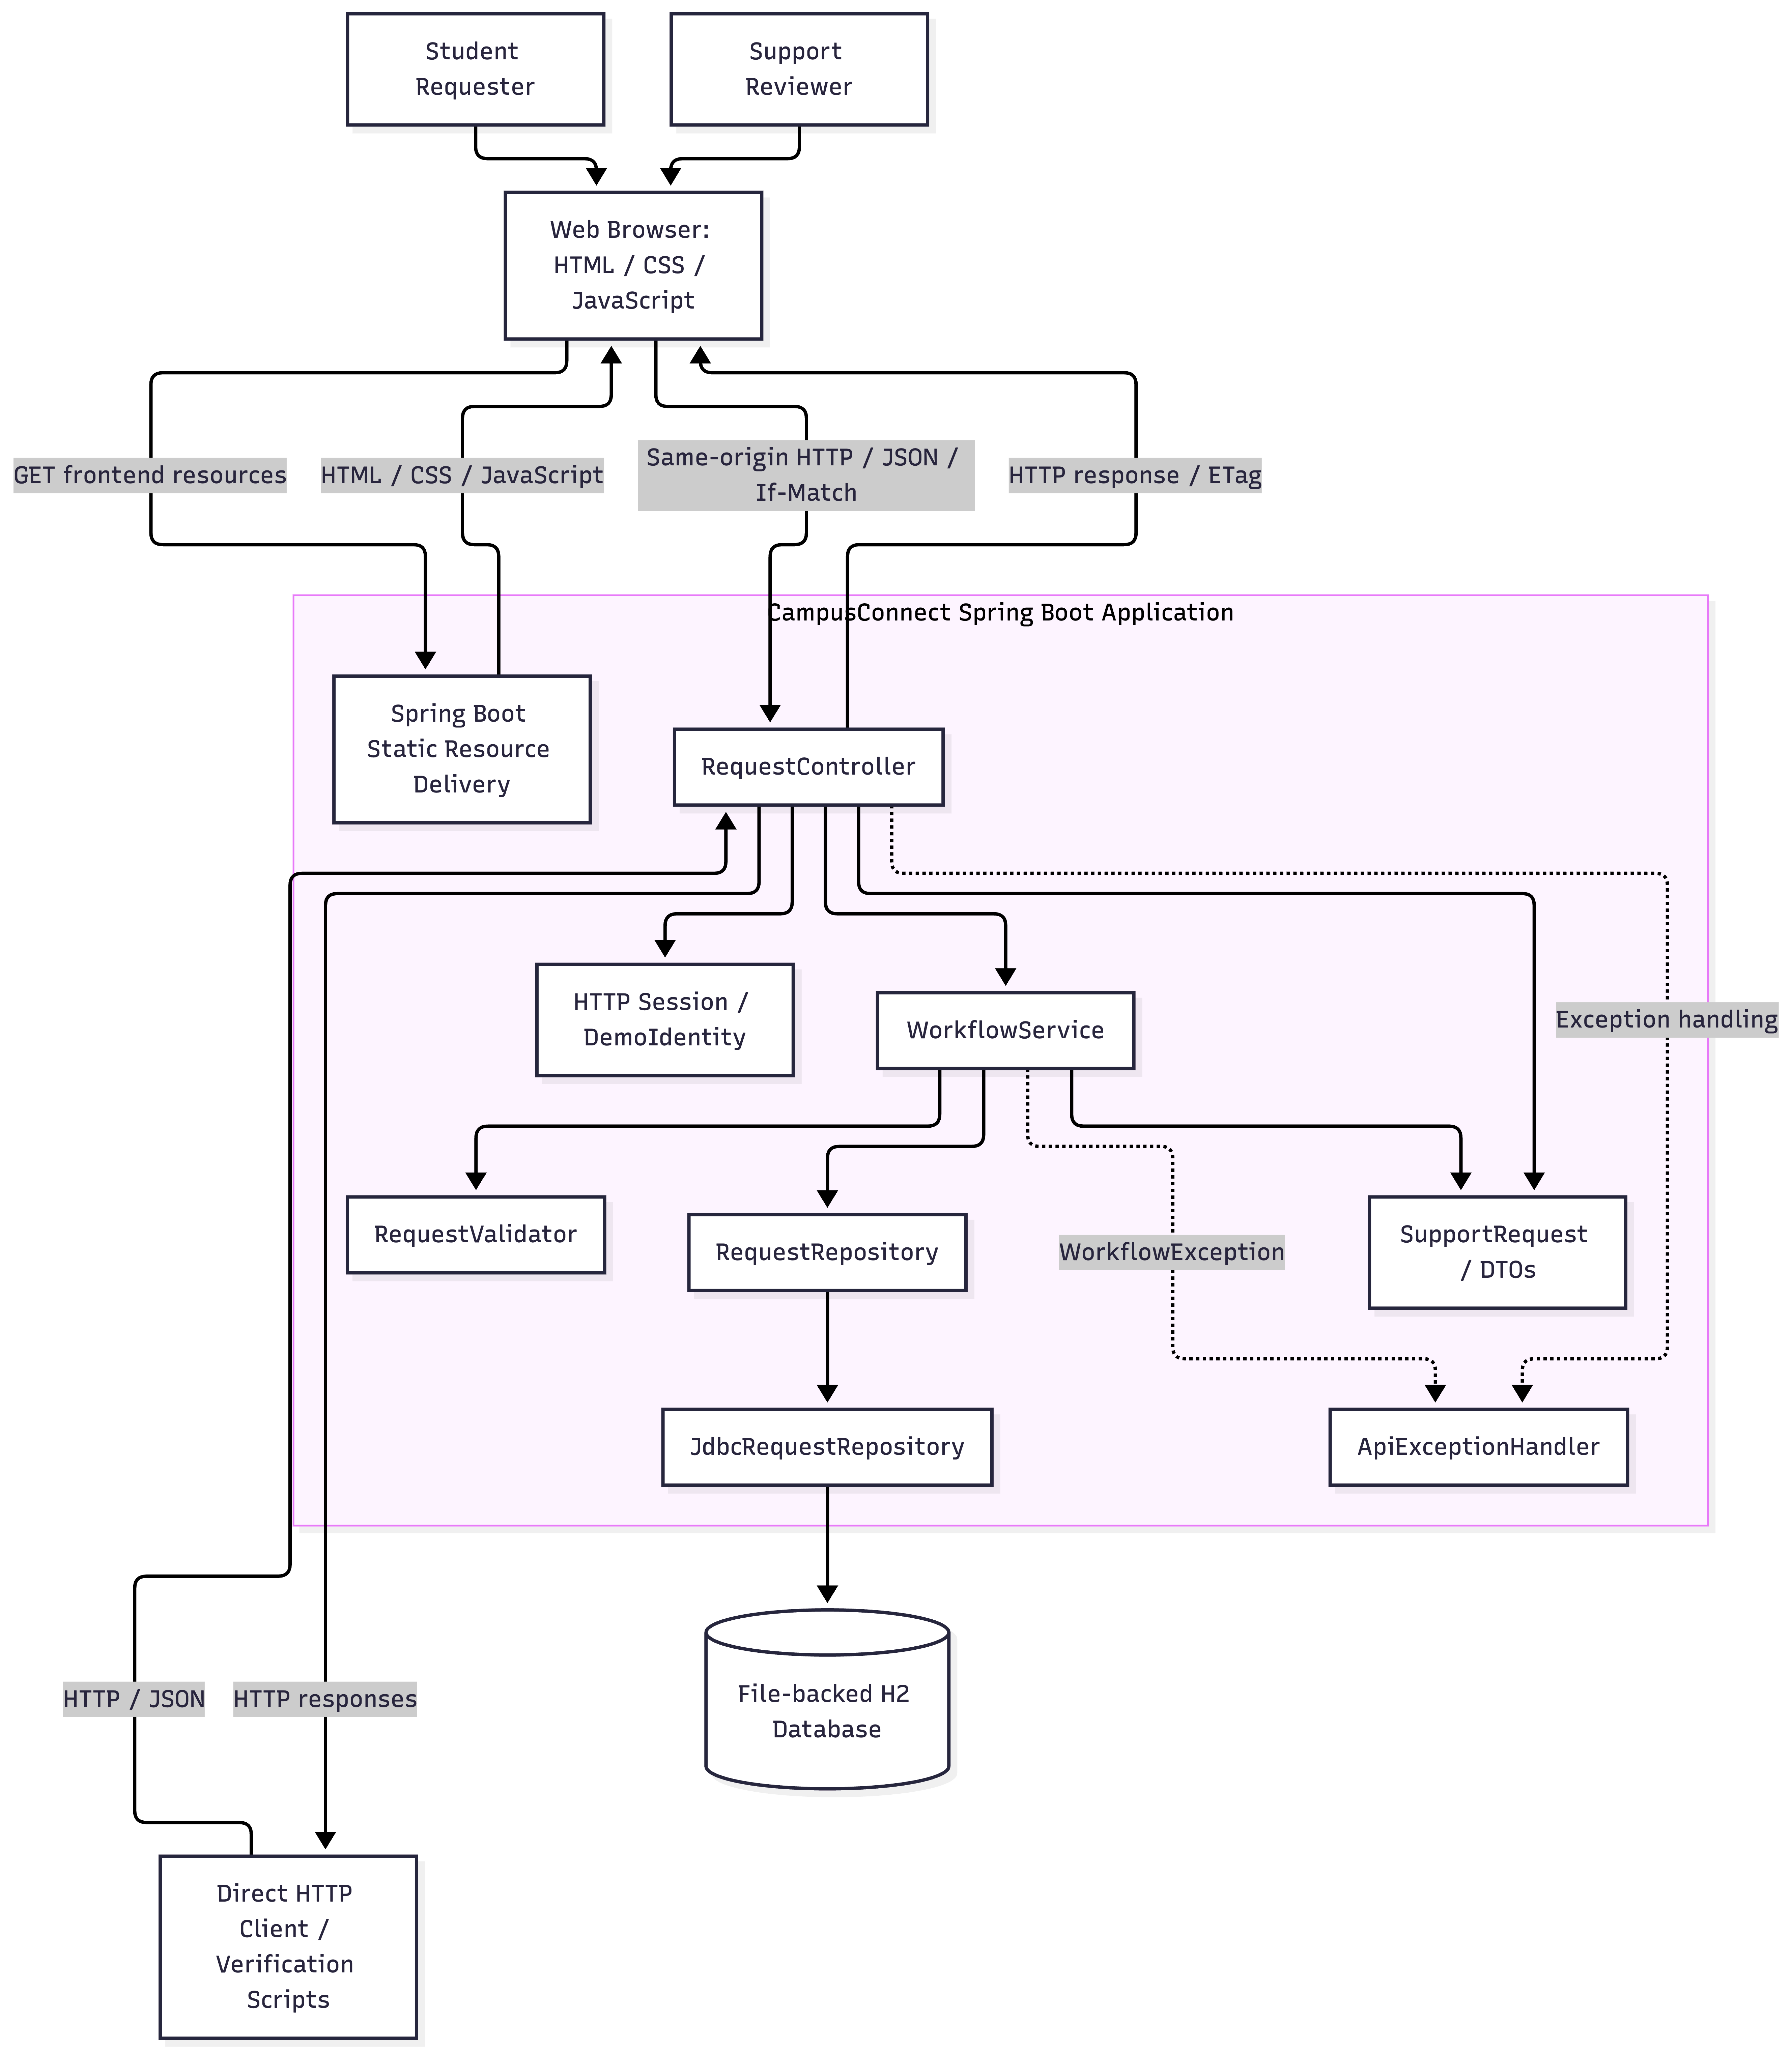 Student
Requester
Support
Reviewer
Web Browser:
HTML / CSS /
JavaScript
GET frontend resources
HTML / CSS / JavaScript
Same-origin HTTP / JSON /
If-Match
HTTP response / ETag
CampusConnect Spring Boot Application
Spring Boot
Static Resource
Delivery
RequestController
HTTP Session /
DemoIdentity
WorkflowService
Exception handling
RequestValidator
RequestRepository
WorkflowException
SupportRequest
/ DTOs
JdbcRequestRepository
ApiExceptionHandler
HTTP / JSON
HTTP responses
File-backed H2
Database
Direct HTTP
Client /
Verification
Scripts